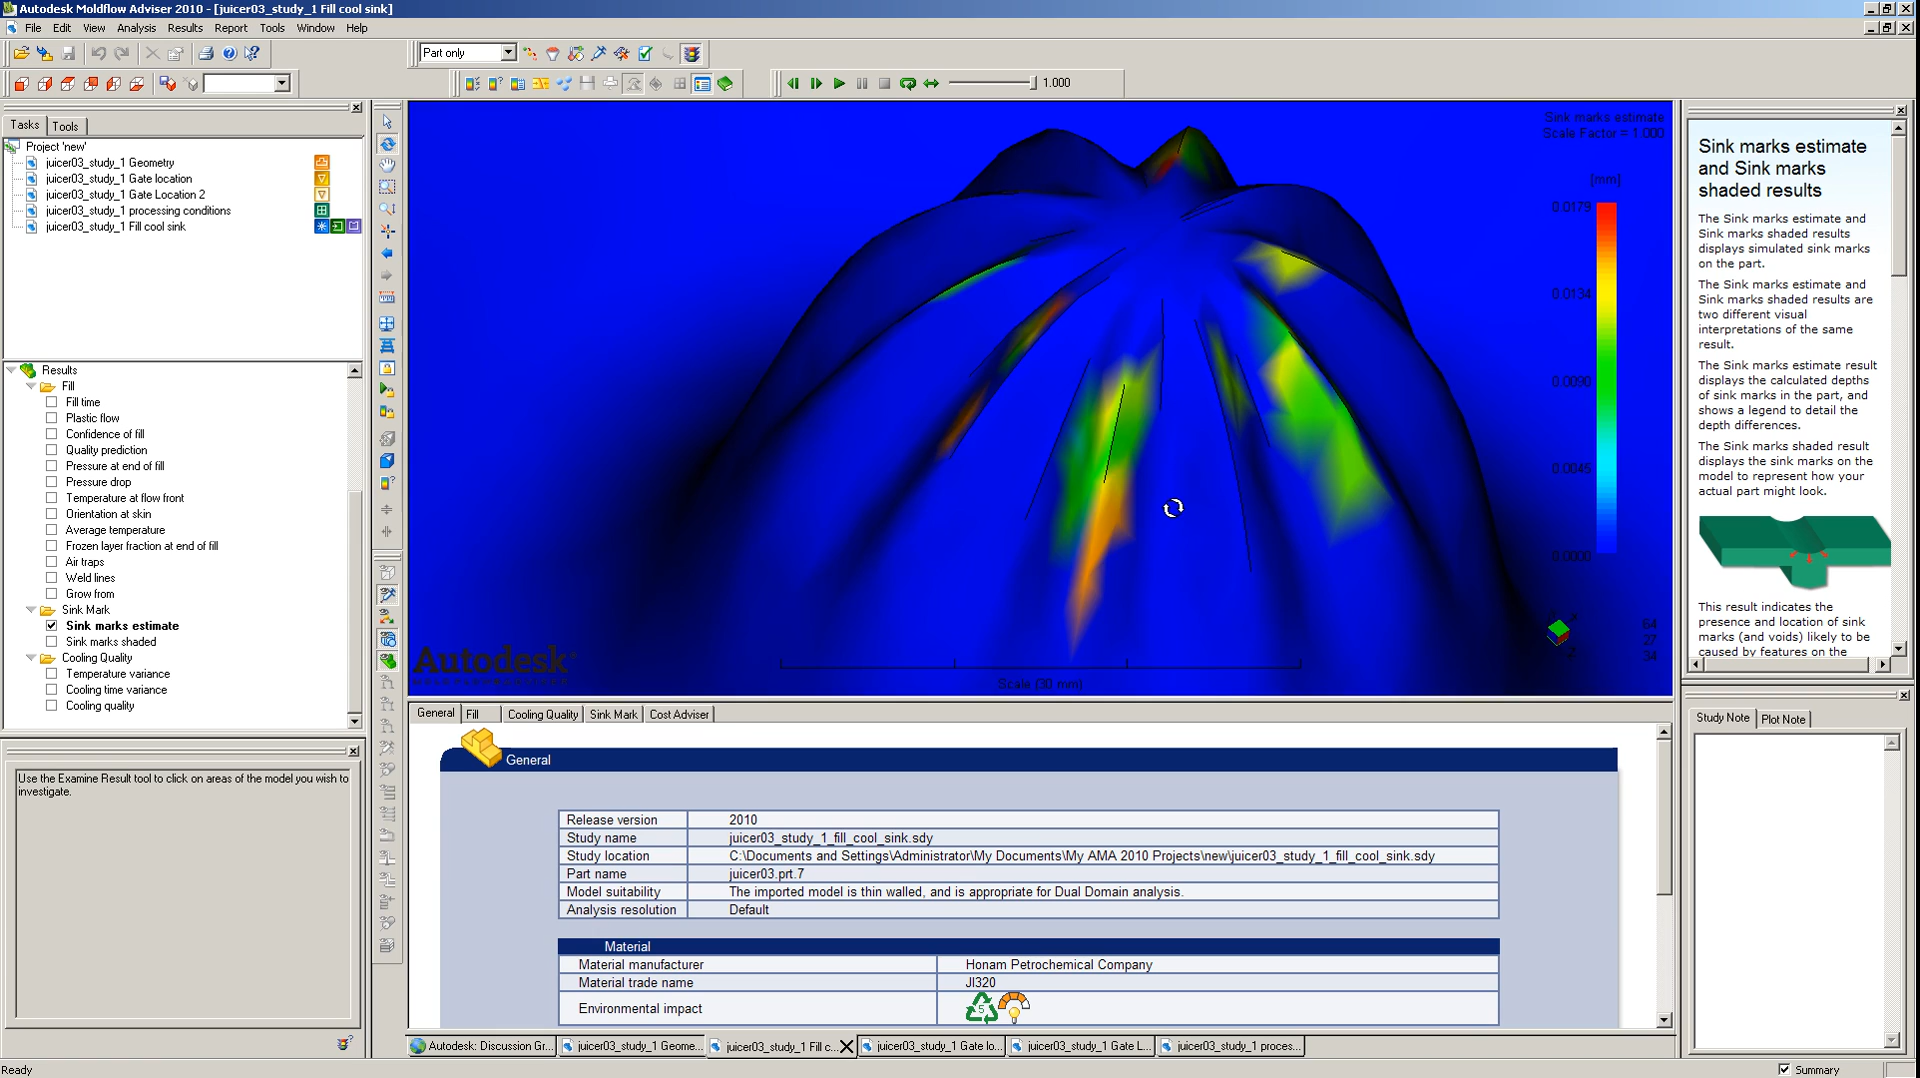 Autodesk Moldflow Adviser 2010 - [juicer03_study_1 Fill cool sink]
File Edit View Analysis Results Report Tools Window Help
Part only
1.000
Tasks Tools
Project 'new'
juicer03_study_1 Geometry
juicer03_study_1 Gate location
juicer03_study_1 Gate Location 2
juicer03_study_1 processing conditions
juicer03_study_1 Fill cool sink
Results
Fill
Fill time
Plastic flow
Confidence of fill
Quality prediction
Pressure at end of fill
Pressure drop
Temperature at flow front
Orientation at skin
Average temperature
Frozen layer fraction at end of fill
Air traps
Weld lines
Grow from
Sink Mark
Sink marks estimate
Sink marks shaded
Cooling Quality
Temperature variance
Cooling time variance
Cooling quality
Use the Examine Result tool to click on areas of the model you wish to
investigate.
Sink marks estimate
Scale Factor = 1.000
[mm]
0.0179
0.0134
0.0090
0.0045
0.0000
64
27
34
Autodesk
Scale (30 mm)
General Fill Cooling Quality Sink Mark Cost Adviser
General
Release version 2010
Study name juicer03_study_1_fill_cool_sink.sdy
Study location C:\Documents and Settings\Administrator\My Documents\My AMA 2010 Projects\new\juicer03_study_1_fill_cool_sink.sdy
Part name juicer03.prt.7
Model suitability The imported model is thin walled, and is appropriate for Dual Domain analysis.
Analysis resolution Default
Material
Material manufacturer Honam Petrochemical Company
Material trade name JI320
Environmental impact
5
Autodesk: Discussion Gr... juicer03_study_1 Geome... juicer03_study_1 Fill c... juicer03_study_1 Gate lo... juicer03_study_1 Gate L... juicer03_study_1 proces...
Sink marks estimate
and Sink marks
shaded results
The Sink marks estimate and
Sink marks shaded results
displays simulated sink marks
on the part.
The Sink marks estimate and
Sink marks shaded results are
two different visual
interpretations of the same
result.
The Sink marks estimate result
displays the calculated depths
of sink marks in the part, and
shows a legend to detail the
depth differences.
The Sink marks shaded result
displays the sink marks on the
model to represent how your
actual part might look.
This result indicates the
presence and location of sink
marks (and voids) likely to be
caused by features on the
Study Note Plot Note
Ready
Summary